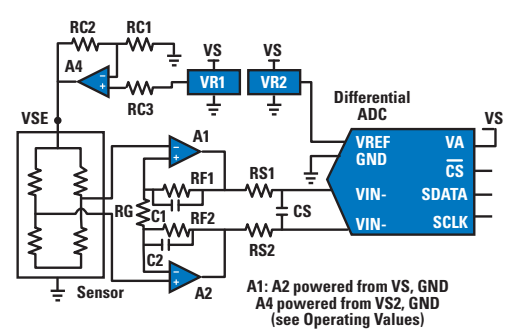 RC2 RC1
VS VS
A4
VR1 VR2
RC3
Differential
ADC
VSE
VS
A1
VREF VA
GND
CS
RF1 RS1
VIN- SDATA
RG C1 CS
RF2
VIN- SCLK
C2
RS2
A2
Sensor
A1: A2 powered from VS, GND
A4 powered from VS2, GND
(see Operating Values)